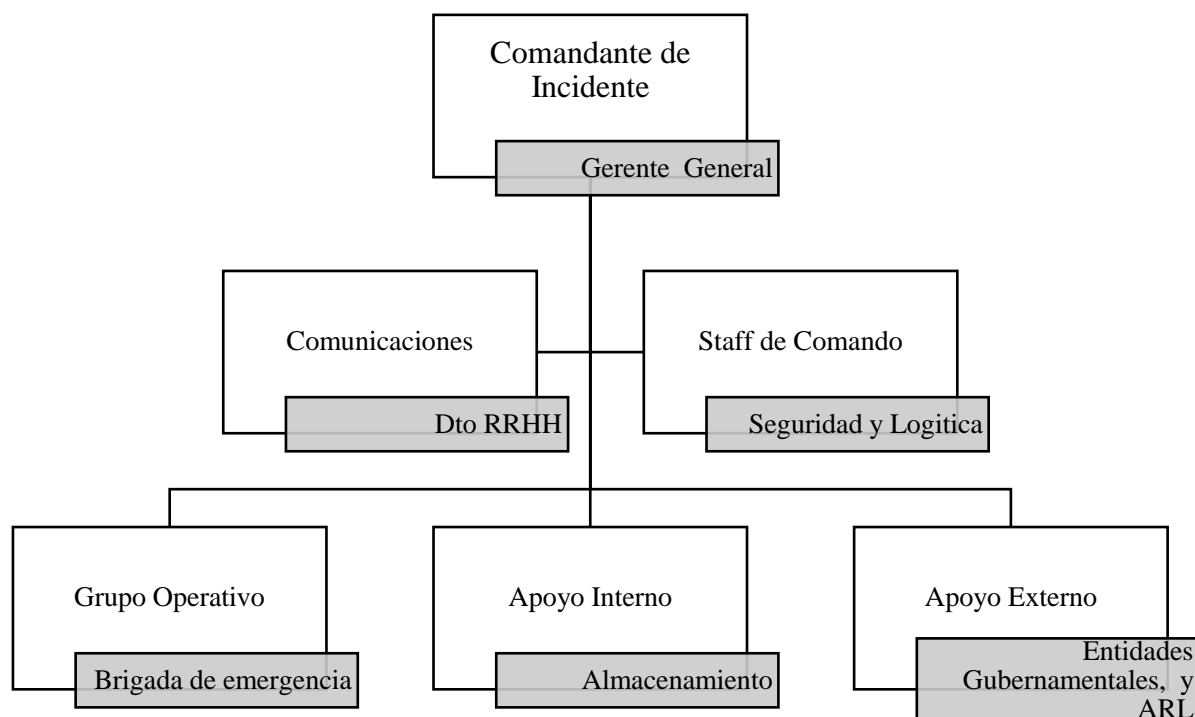 Comandante de
Incidente
Gerente General
Comunicaciones
Dto RRHH
Staff de Comando
Seguridad y Logitica
Grupo Operativo
Brigada de emergencia
Apoyo Interno
Almacenamiento
Apoyo Externo
Entidades
Gubernamentales, y
ARL